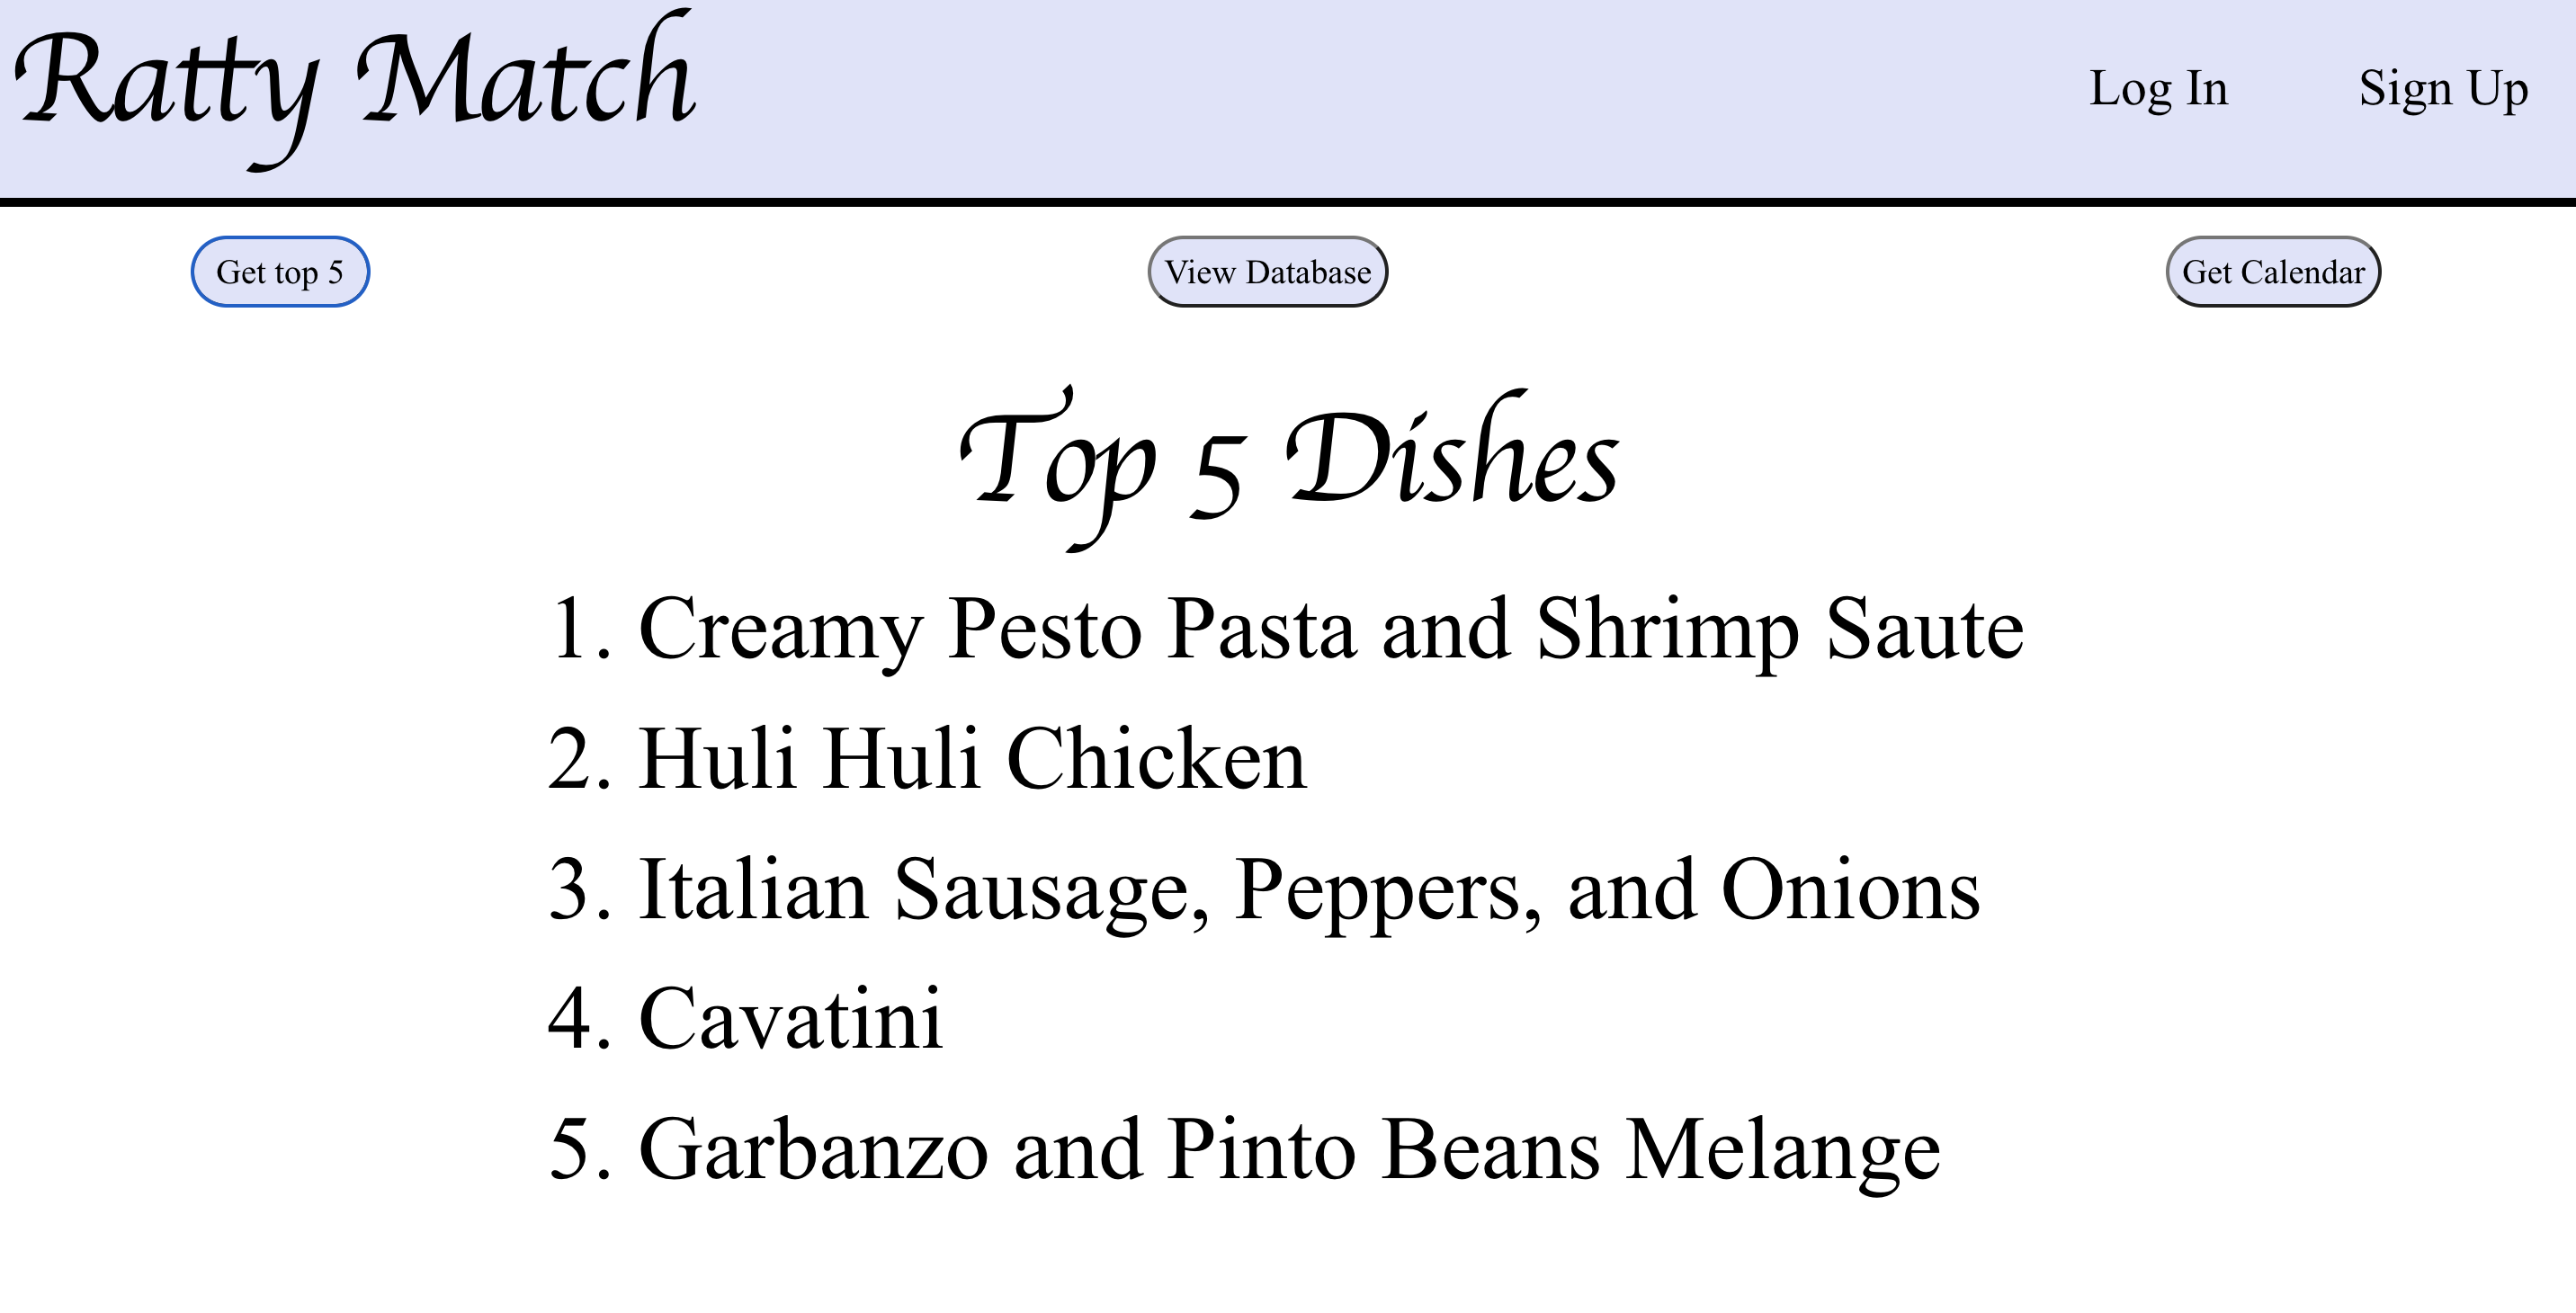 Ratty Match
Log In
Sign Up
Get top 5
View Database
Get Calendar
Top 5 Dishes
1. Creamy Pesto Pasta and Shrimp Saute
2. Huli Huli Chicken
3. Italian Sausage, Peppers, and Onions
4. Cavatini
5. Garbanzo and Pinto Beans Melange